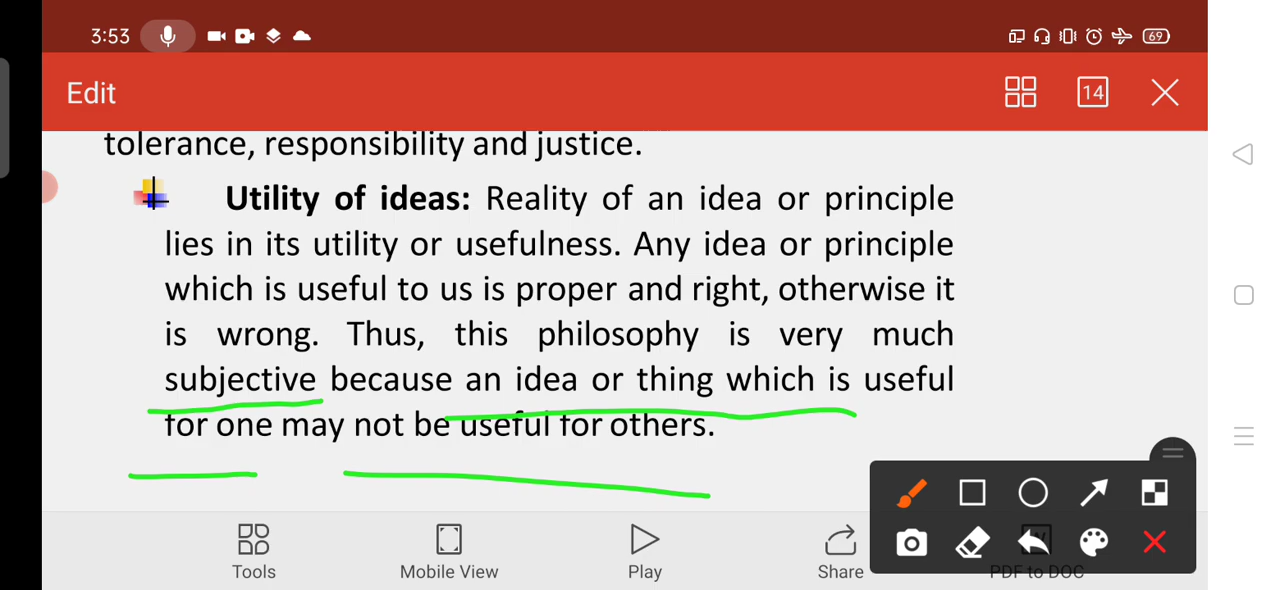 3:53
69
Edit
14
tolerance, responsibility and justice.
Utility of ideas: Reality of an idea or principle
lies in its utility or usefulness. Any idea or principle
which is useful to us is proper and right, otherwise it
is wrong. Thus, this philosophy is very much
subjective because an idea or thing which is useful
for one may not be useful for others.
Tools
Mobile View
Play
Share
PDF to DOC